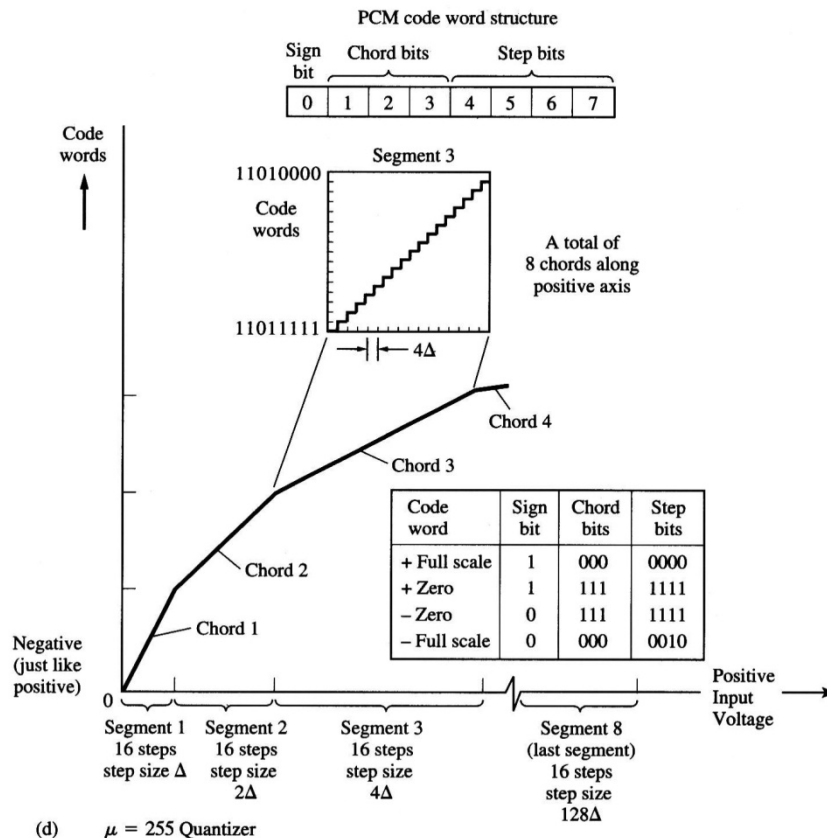 PCM code word structure
Sign bit
Chord bits
Step bits
0 1 2 3 4 5 6 7
Code words
Segment 3
11010000
Code words
11011111
4Δ
A total of
8 chords along
positive axis
Chord 4
Chord 3
Chord 2
Chord 1
Code word | Sign bit | Chord bits | Step bits
+ Full scale 1 000 0000
+ Zero 1 111 1111
− Zero 0 111 1111
− Full scale 0 000 0010
Negative
(just like
positive)
0
Positive
Input
Voltage
Segment 1
16 steps
step size Δ
Segment 2
16 steps
step size
2Δ
Segment 3
16 steps
step size
4Δ
Segment 8
(last segment)
16 steps
step size
128Δ
(d) μ = 255 Quantizer